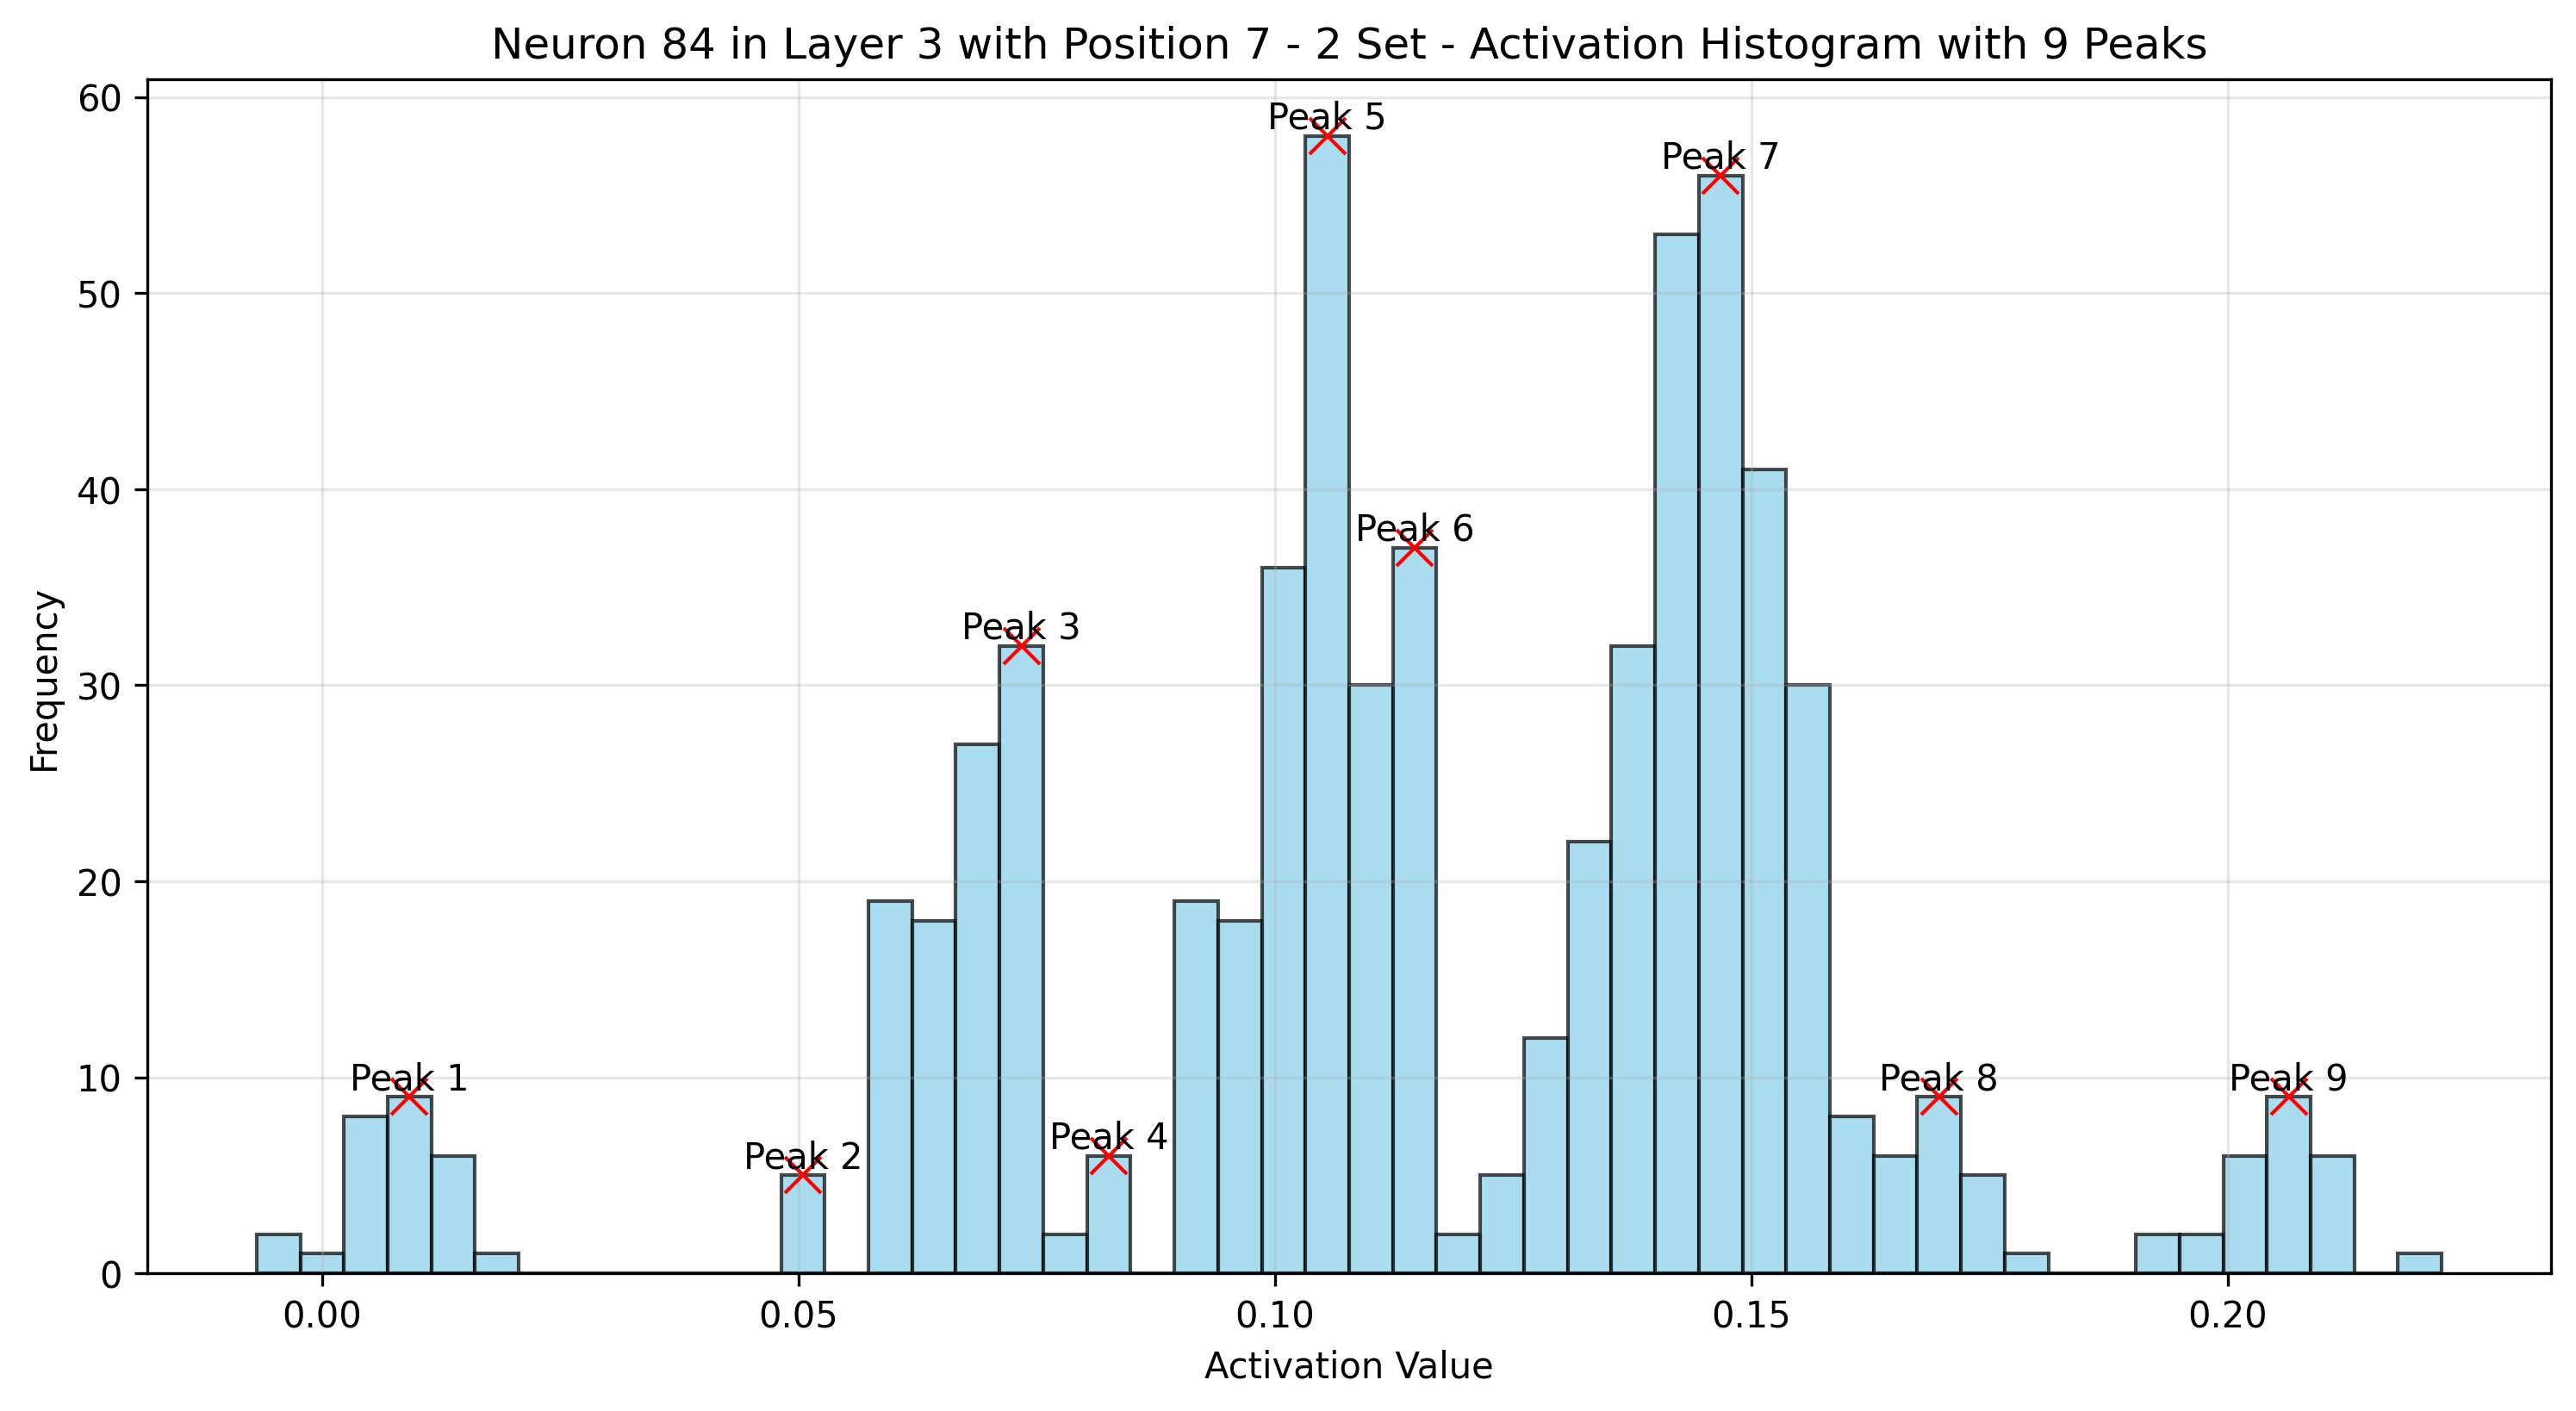 Neuron 84 in Layer 3 with Position 7 - 2 Set - Activation Histogram with 9 Peaks
60
50
40
30
20
10
0
Frequency
Peak 1
Peak 2
Peak 3
Peak 4
Peak 5
Peak 6
Peak 7
Peak 8
Peak 9
0.00
0.05
0.10
0.15
0.20
Activation Value